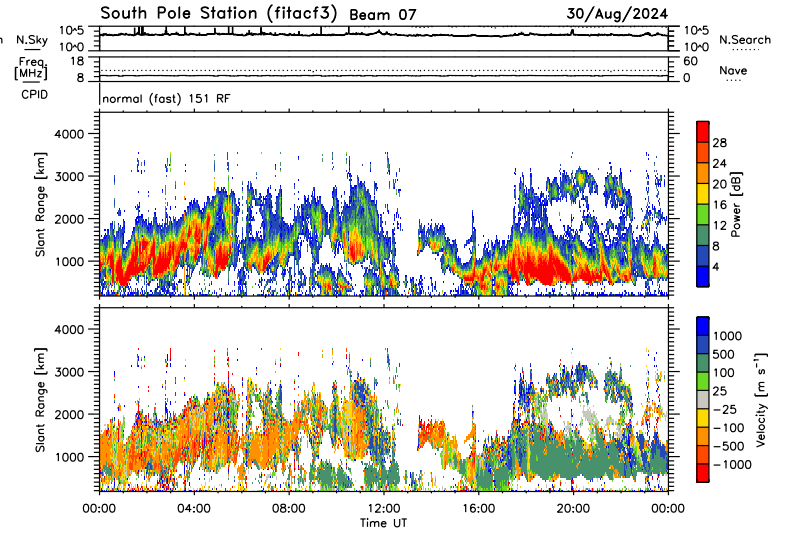 South Pole Station (fitacf3) Beam 07 30/Aug/2024
h N.Sky 10^5 10^0 10^5 10^0 N.Search
Freq. [MHz] 18 8 60 0 Nave
CPID normal (fast) 151 RF
Slant Range [km] 4000 3000 2000 1000
28 24 20 16 12 8 4 Power [dB]
Slant Range [km] 4000 3000 2000 1000
1000 500 100 25 -25 -100 -500 -1000 Velocity [m s⁻¹]
00:00 04:00 08:00 12:00 16:00 20:00 00:00
Time UT